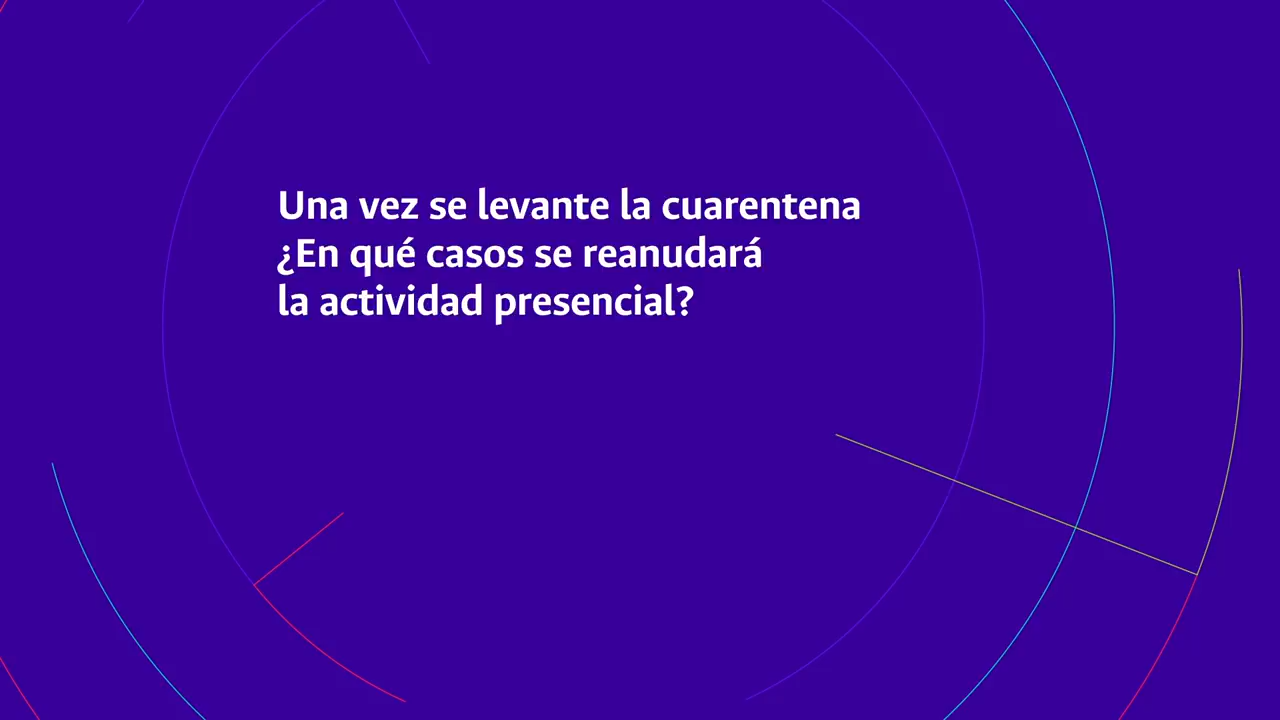 Una vez se levante la cuarentena
¿En qué casos se reanudará
la actividad presencial?